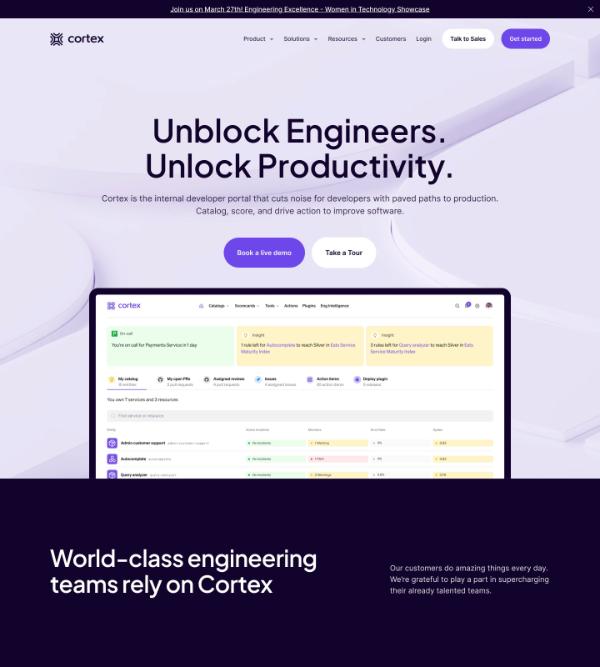 Join us on March 27th! Engineering Excellence - Women in Technology Showcase
cortex
Product
Solutions
Resources
Customers
Login
Talk to Sales
Get started
Unblock Engineers.
Unlock Productivity.
Cortex is the internal developer portal that cuts noise for developers with paved paths to production.
Catalog, score, and drive action to improve software.
Book a live demo
Take a Tour
cortex
Catalogs
Scorecards
Tools
Actions
Plugins
Eng Intelligence
On call
You're on call for Payments Service in 1 day
Insight
1 rule left for Autocomplete to reach Silver in Eats Service
Maturity Index
Insight
3 rules left for Query analyzer to reach Silver in Eats
Service Maturity Index
My catalog
My open PRs
Assigned reviews
Issues
Action items
Deploy plugin
You own 7 services and 3 resources
Find service or resource
Admin customer support
Autocomplete
Query analyzer
World-class engineering
teams rely on Cortex
Our customers do amazing things every day.
We're grateful to play a part in supercharging
their already talented teams.